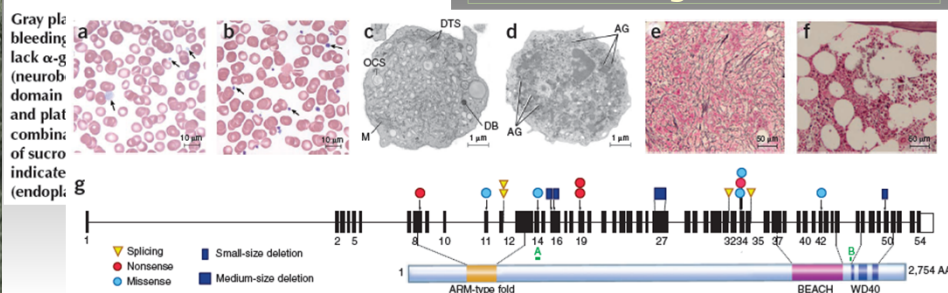 Gray pla
bleeding
lack α-g
(neurob
domain
and plat
combina
of sucro
indicate
(endopla
a
b
c
d
e
f
DTS
OCS
M
DB
AG
AG
10 µm
10 µm
1 µm
1 µm
50 µm
50 µm
g
1
2 4 5
8
10
11
12
14
16
19
27
32 34
35
37
40
42
50
54
A
B
Splicing
Nonsense
Missense
Small-size deletion
Medium-size deletion
1
2,754 AA
ARM-type fold
BEACH
WD40